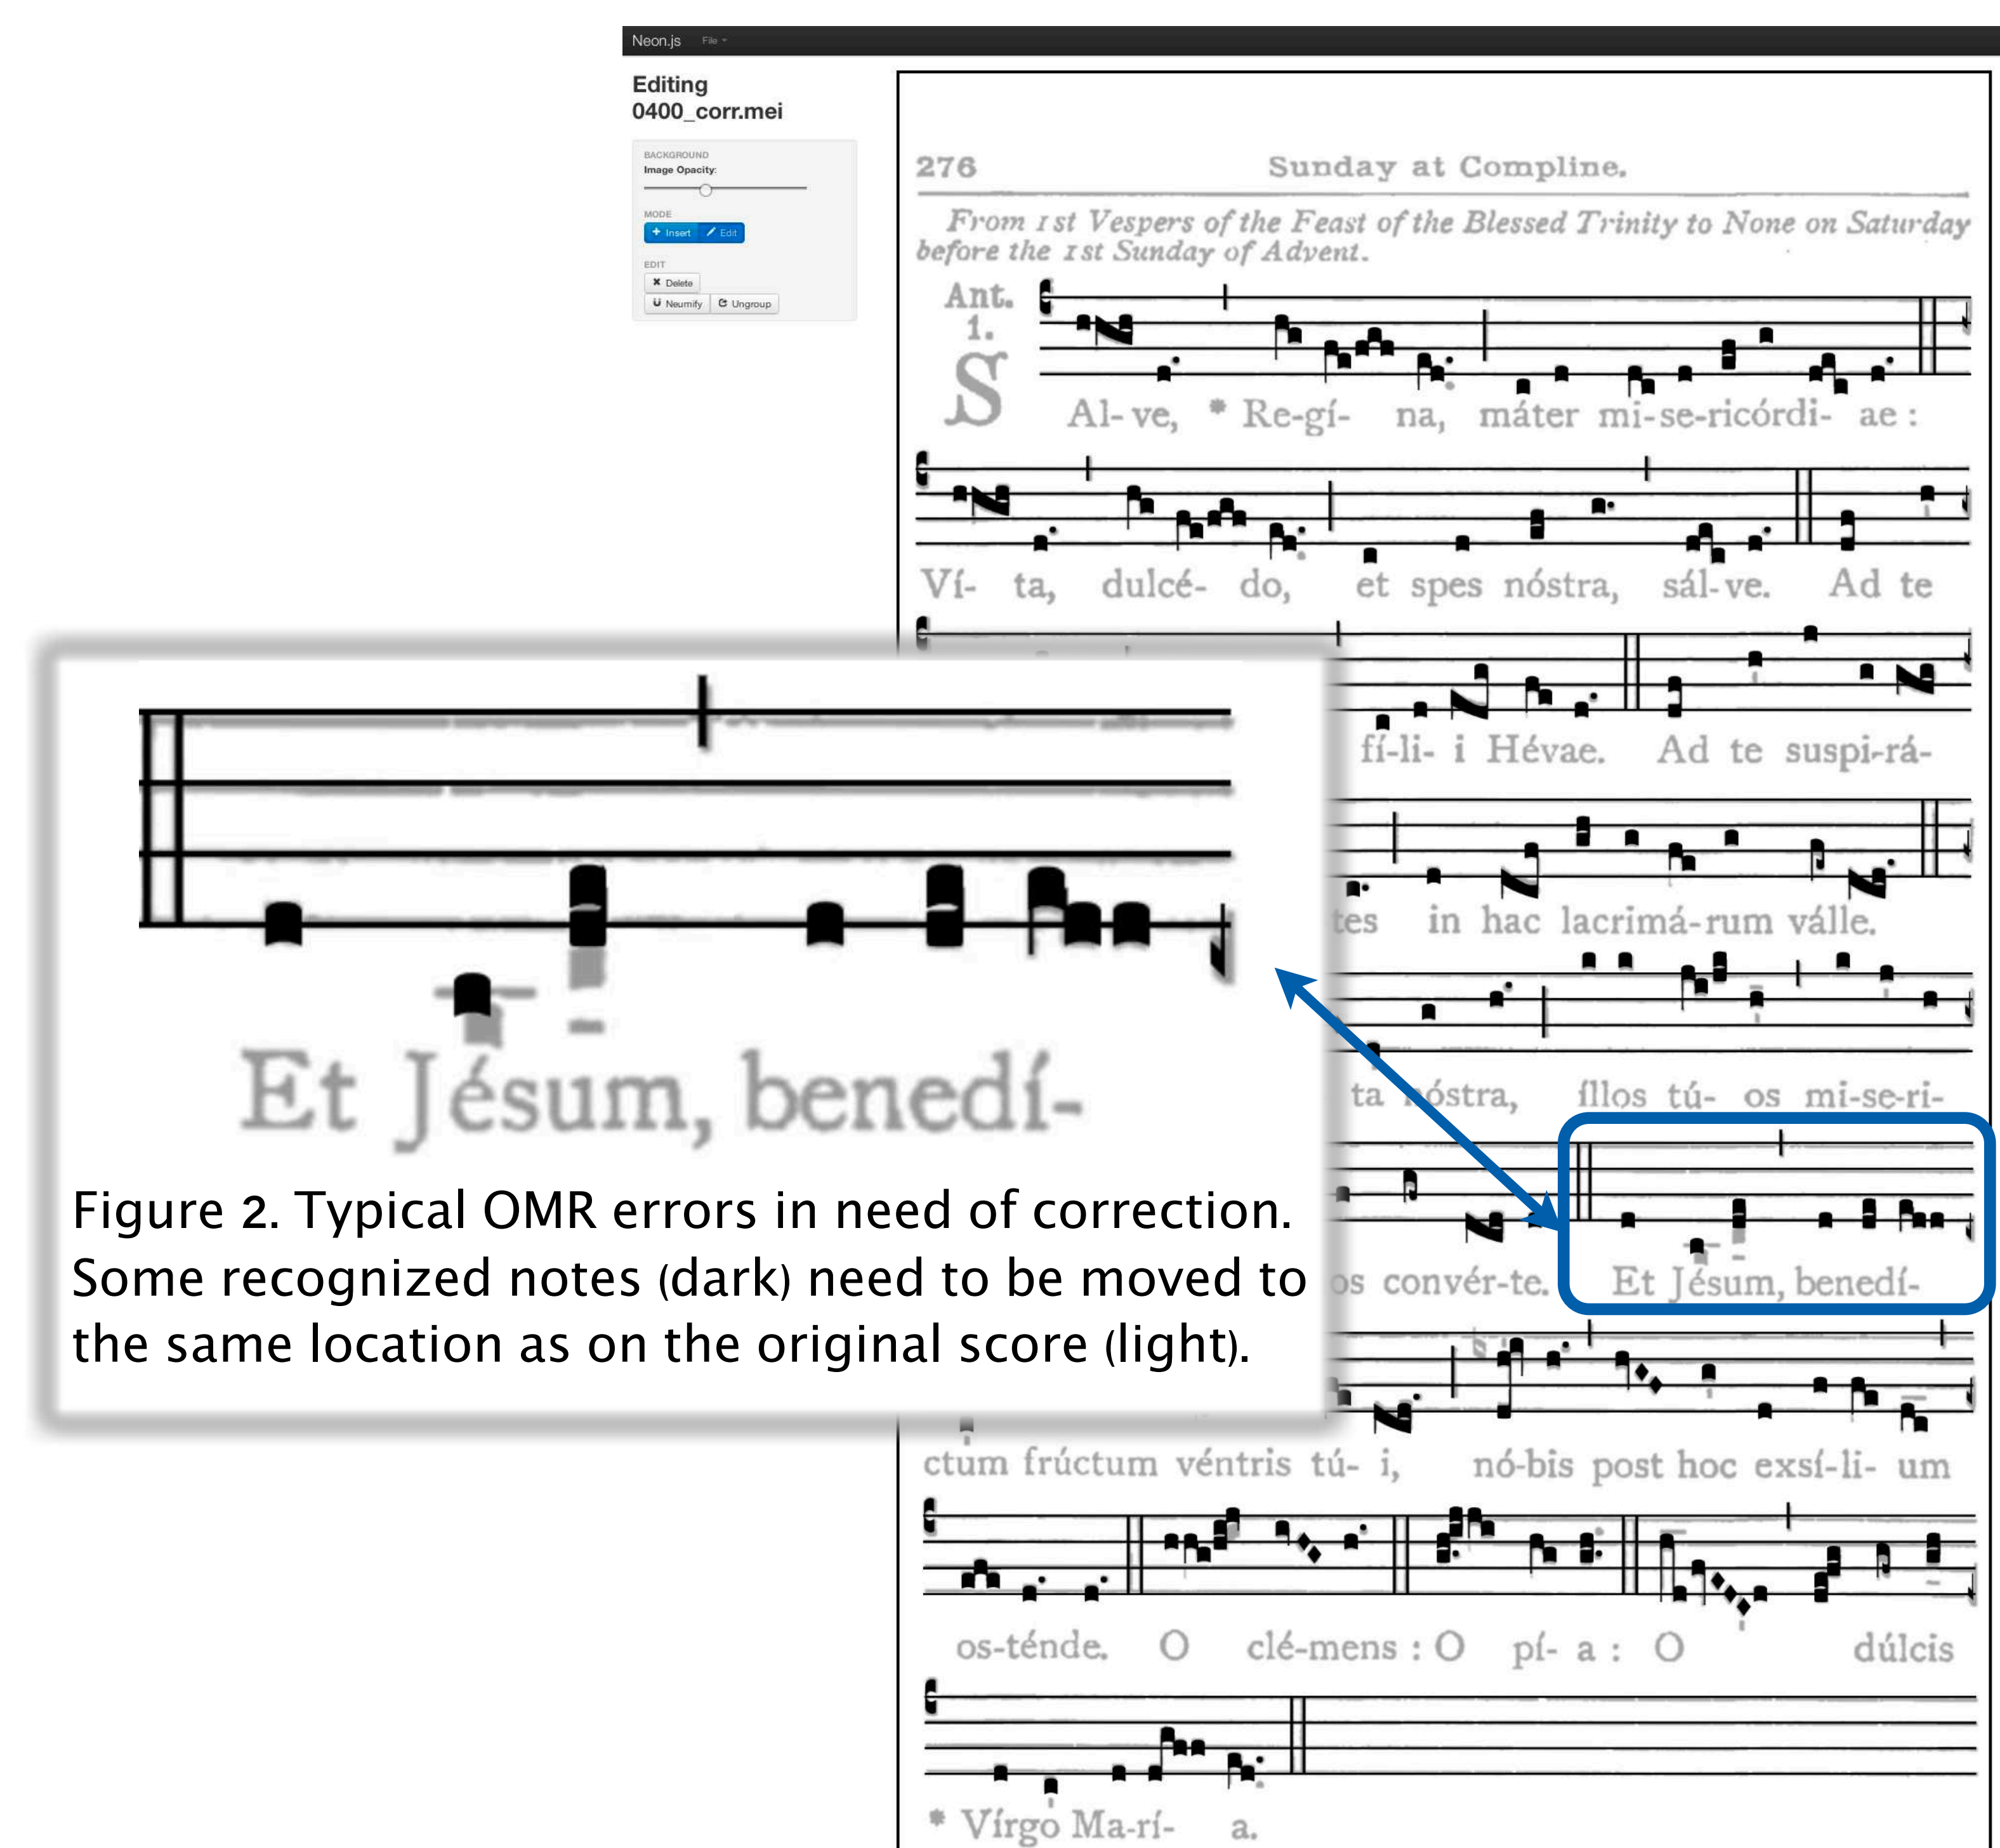 Neon.js File
Editing
0400_corr.mei
BACKGROUND
Image Opacity:
MODE
+ Insert Edit
EDIT
Delete
Neumify Ungroup
276 Sunday at Compline.
From 1st Vespers of the Feast of the Blessed Trinity to None on Saturday
before the 1st Sunday of Advent.
Ant.
1.
S
Al- ve, * Re-gí- na, máter mi-se-ricórdi- ae :
Ví- ta, dulcé- do, et spes nóstra, sál-ve. Ad te
fí-li- i Hévae. Ad te suspi-rá-
tes in hac lacrimá-rum válle.
ta nóstra, íllos tú- os mi-se-ri-
os convér-te. Et Jésum, benedí-
Et Jésum, benedí-
Figure 2. Typical OMR errors in need of correction.
Some recognized notes (dark) need to be moved to
the same location as on the original score (light).
ctum frúctum véntris tú- i, nó-bis post hoc exsí-li- um
os-ténde. O clé-mens : O pí- a : O dúlcis
* Vírgo Ma-rí- a.